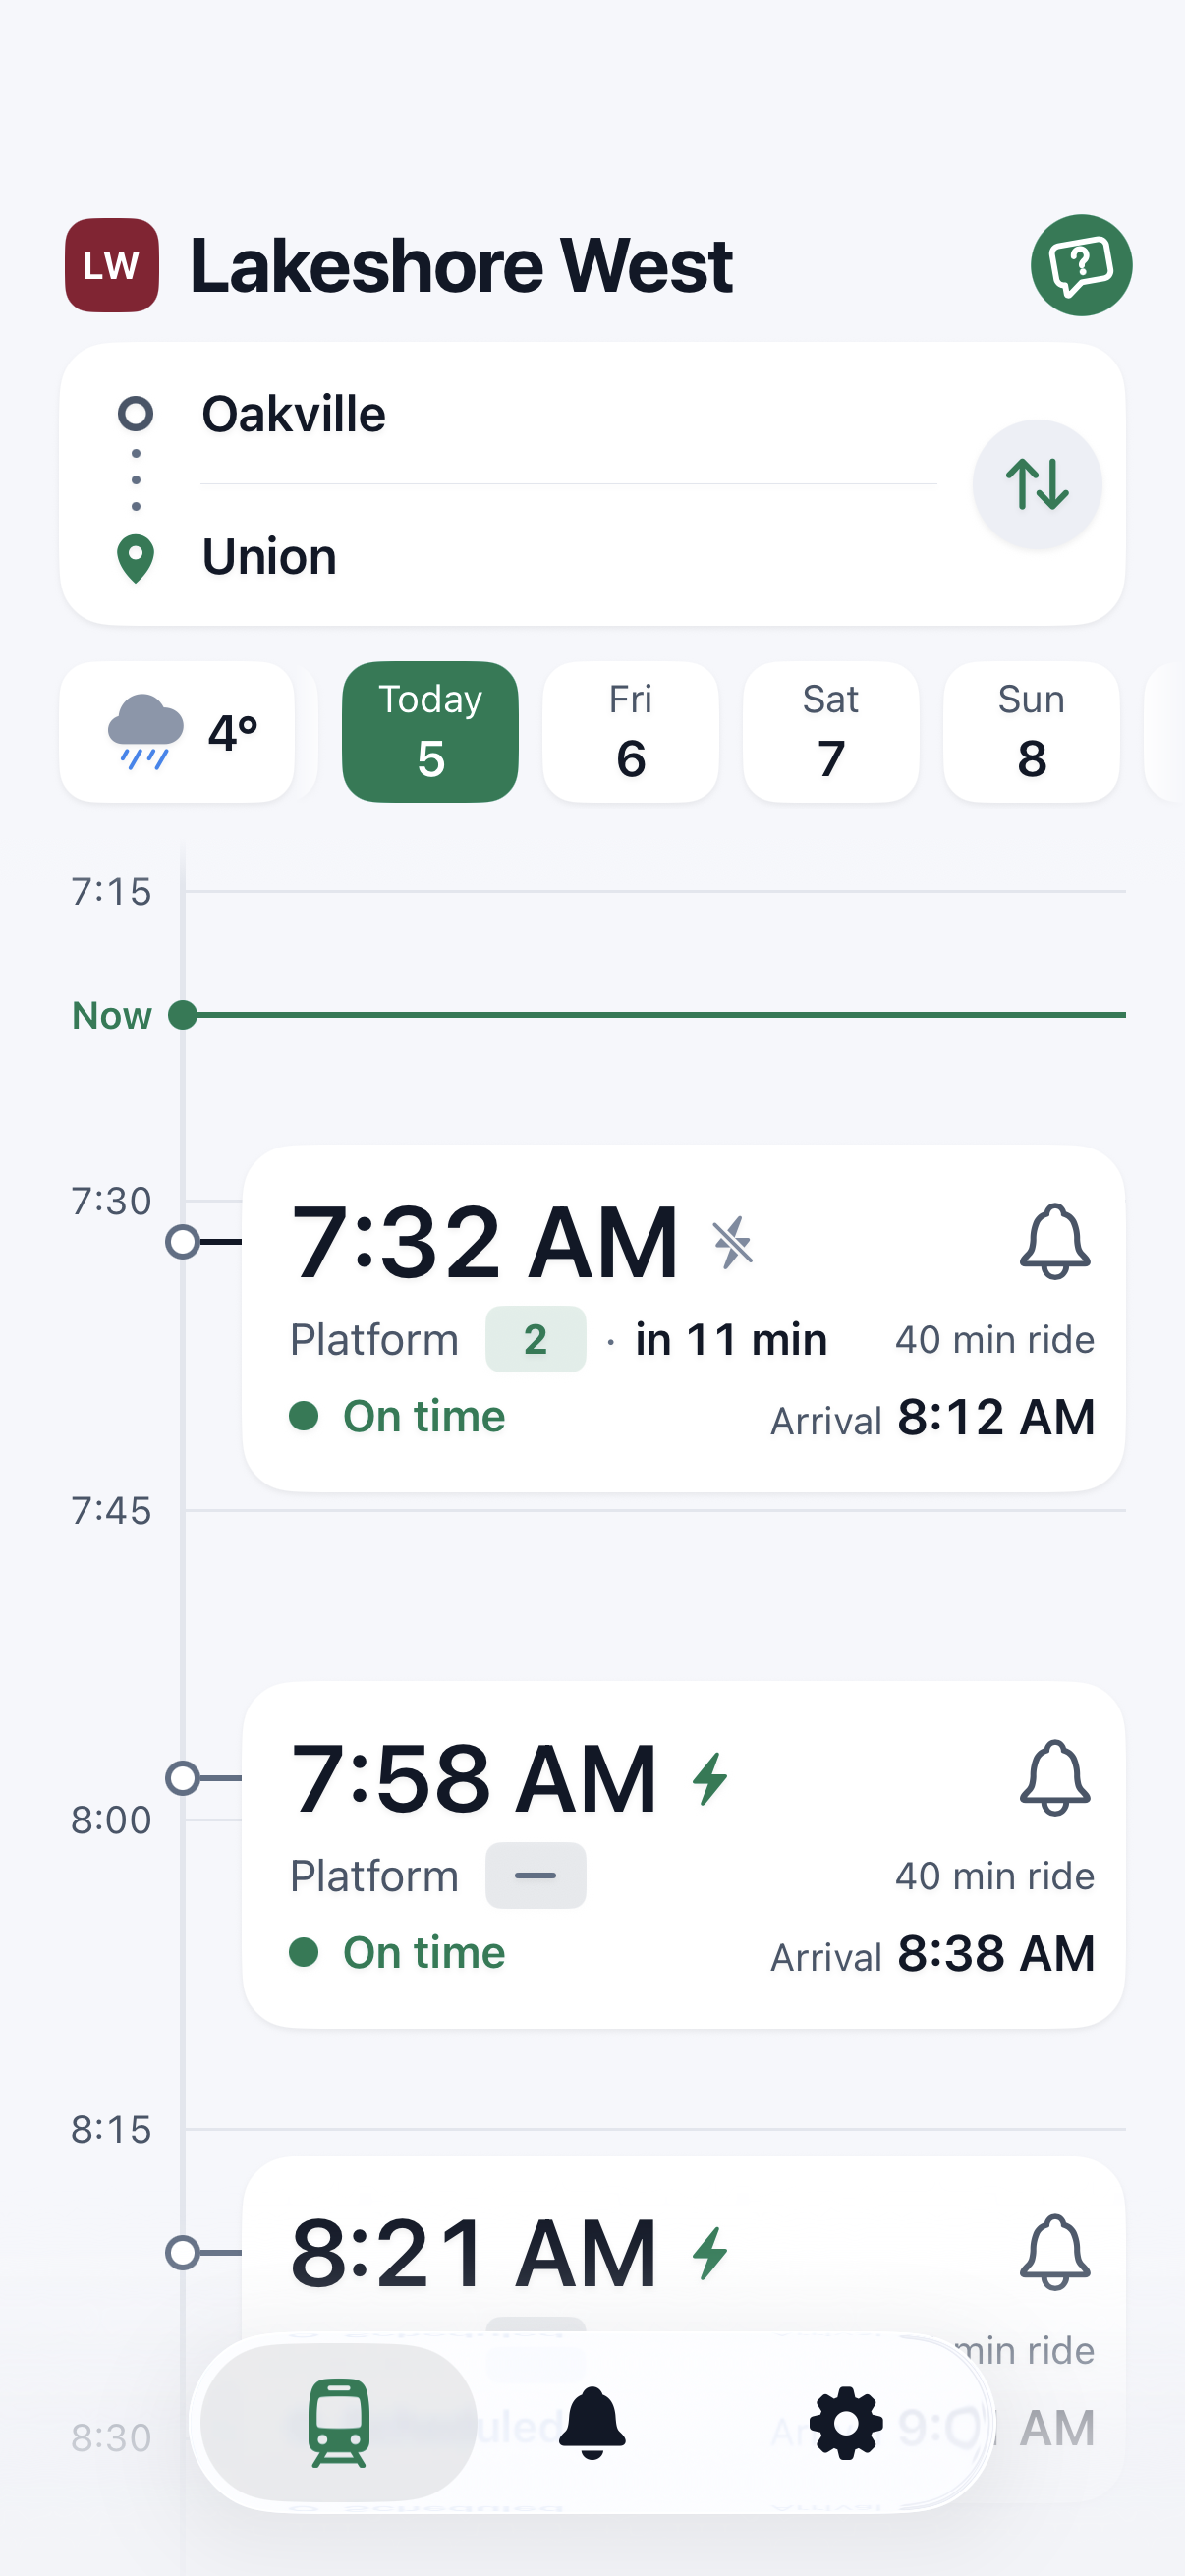 LW Lakeshore West
Oakville
Union
4°
Today Fri Sat Sun
5 6 7 8
7:15
Now
7:30
7:32 AM
Platform 2 · in 11 min 40 min ride
On time Arrival 8:12 AM
7:45
7:58 AM
8:00
Platform — 40 min ride
On time Arrival 8:38 AM
8:15
8:21 AM
min ride
8:30 AM